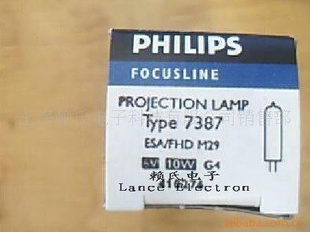 PHILIPS
FOCUSLINE
PROJECTION LAMP
Type 7387
ESA/FHD M29
6V 10W G4
赖氏电子
Lance Electron